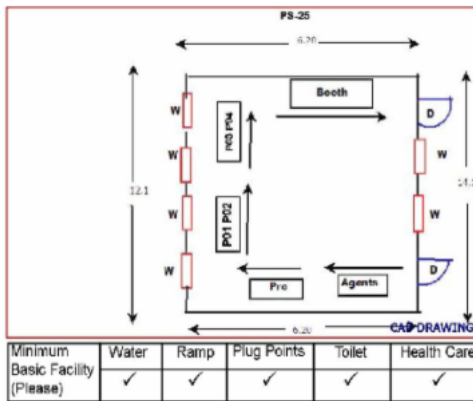 PS-25
6.20
Booth
D
W
P03 P04
W
W
12.1
W
P01 P02
W
W
W
D
Pro
Agents
6.20
CAD DRAWING
Minimum Basic Facility (Please) Water Ramp Plug Points Toilet Health Care
✓ ✓ ✓ ✓ ✓